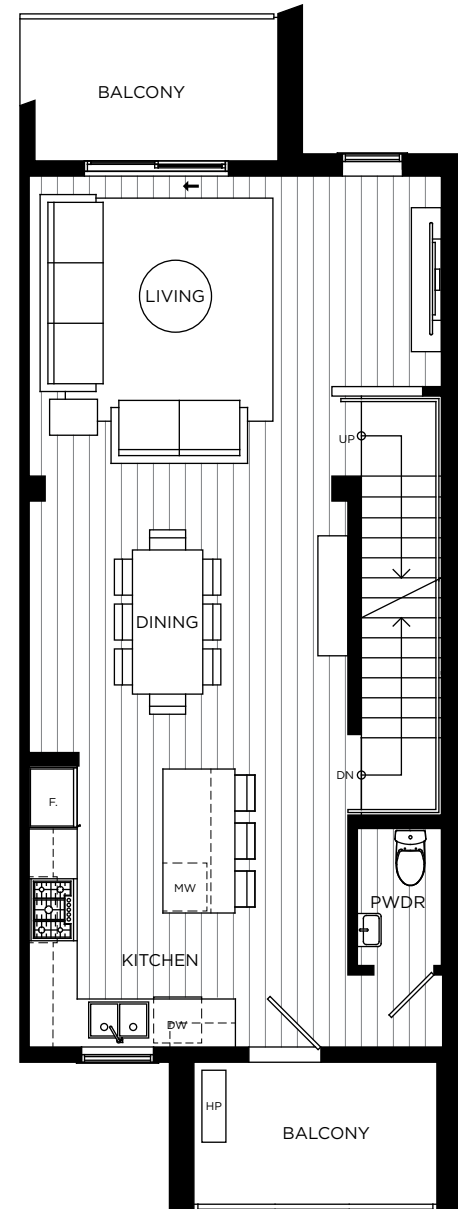 BALCONY
LIVING
UP
DINING
DN
F.
MW
PWDR
KITCHEN
DW
HP
BALCONY